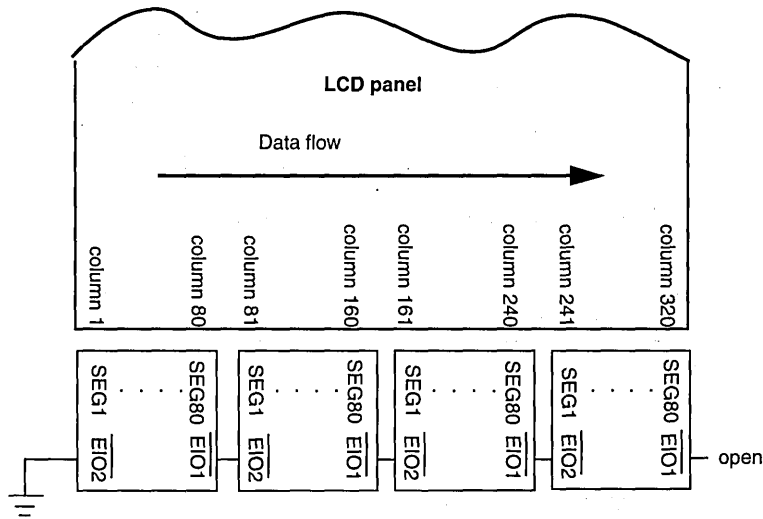 LCD panel
Data flow
column 1
column 80
column 81
column 160
column 161
column 240
column 241
column 320
SEG1 . . . . SEG80
EIO2 EIO1
SEG1 . . . . SEG80
EIO2 EIO1
SEG1 . . . . SEG80
EIO2 EIO1
SEG1 . . . . SEG80
EIO2 EIO1
open